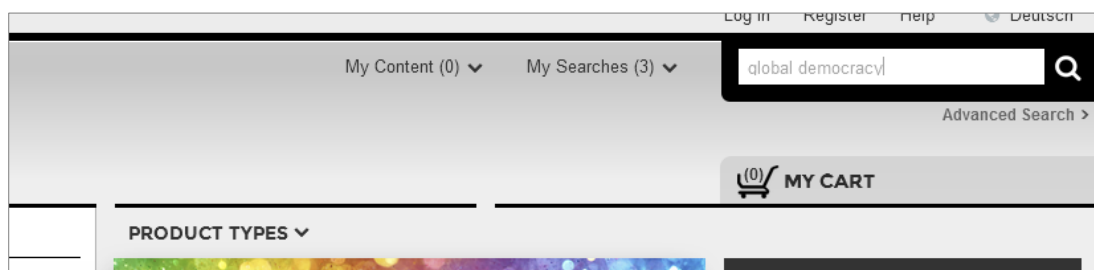 Log in Register Help Deutsch
My Content (0) My Searches (3) global democracy
Advanced Search >
(0) MY CART
PRODUCT TYPES